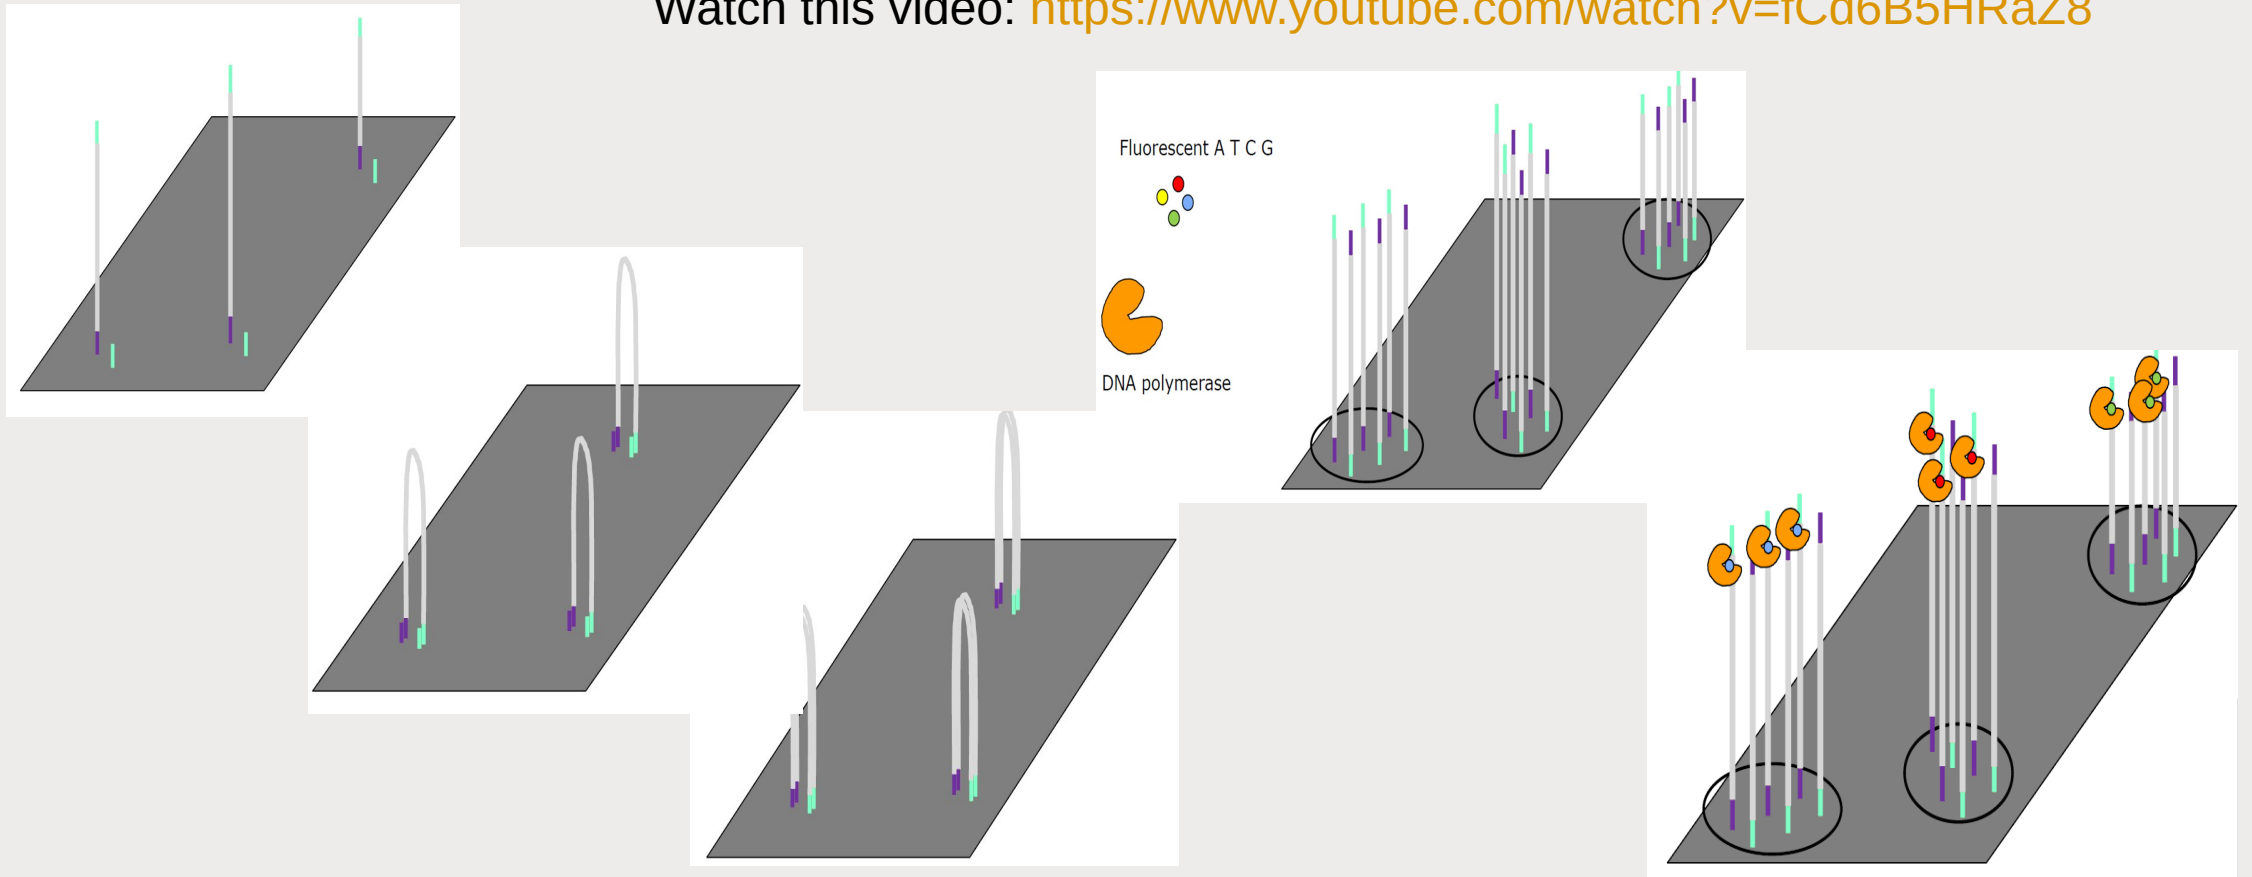 Watch this video: https://www.youtube.com/watch?v=fCd6B5HRaZ8
Fluorescent A T C G
DNA polymerase